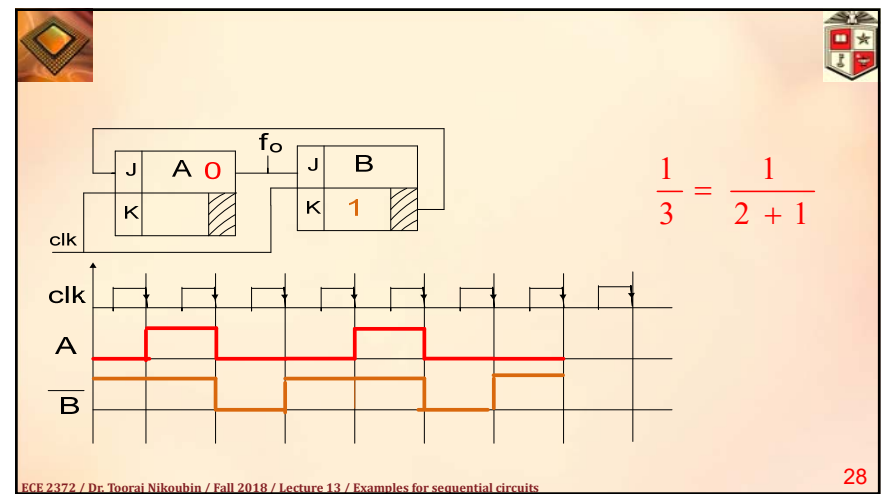 f₀
J A 0
J B
K
K 1
clk
1/3 = 1/(2 + 1)
clk
A
B̅
ECE 2372 / Dr. Tooraj Nikoubin / Fall 2018 / Lecture 13 / Examples for sequential circuits
28